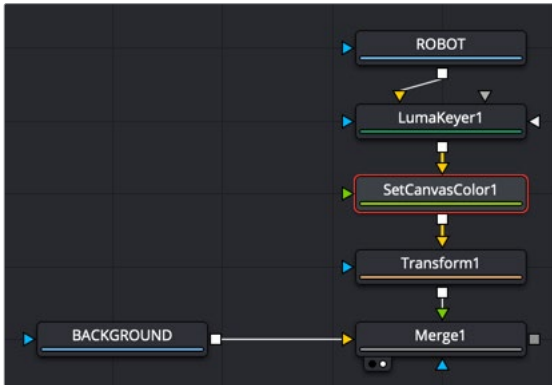 ROBOT
LumaKeyer1
SetCanvasColor1
Transform1
BACKGROUND
Merge1